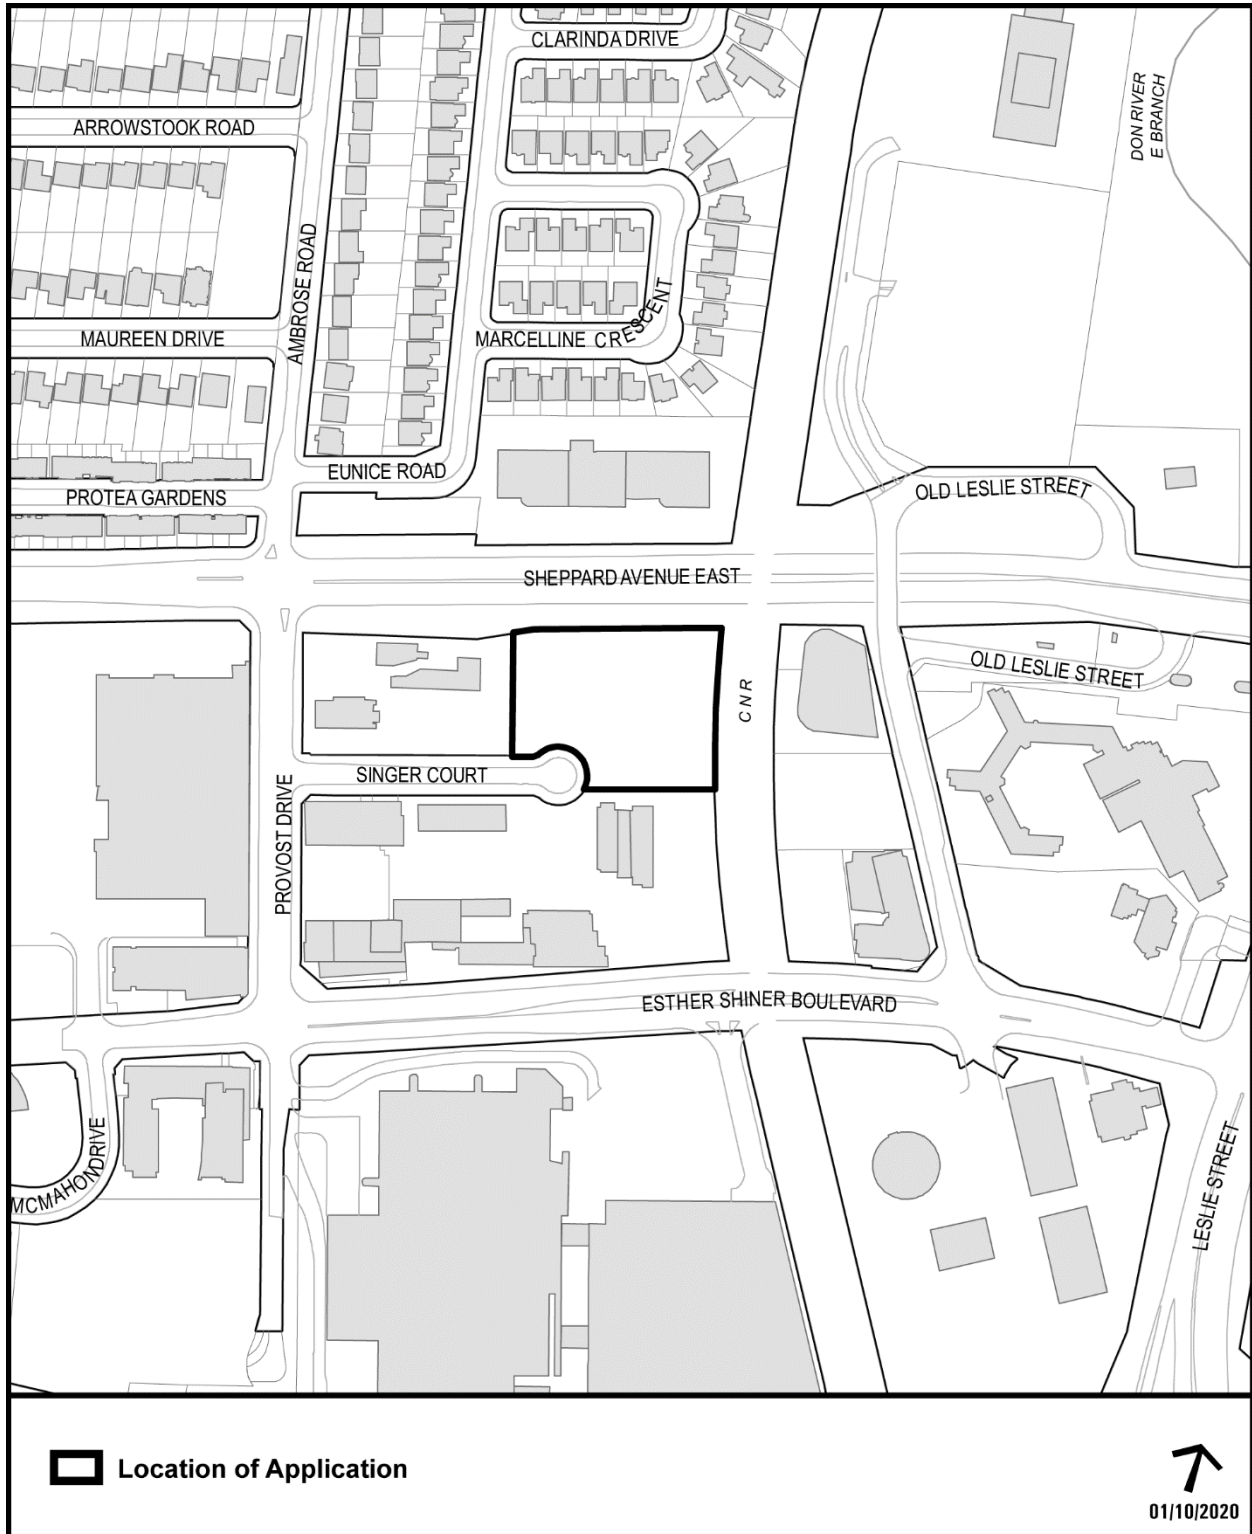 CLARINDA DRIVE
DON RIVER
E BRANCH
ARROWSTOOK ROAD
AMBROSE ROAD
MAUREEN DRIVE
MARCELLINE CRESCENT
EUNICE ROAD
PROTEA GARDENS
OLD LESLIE STREET
SHEPPARD AVENUE EAST
OLD LESLIE STREET
CNR
SINGER COURT
PROVOST DRIVE
ESTHER SHINER BOULEVARD
MCMAHON DRIVE
LESLIE STREET
Location of Application
01/10/2020